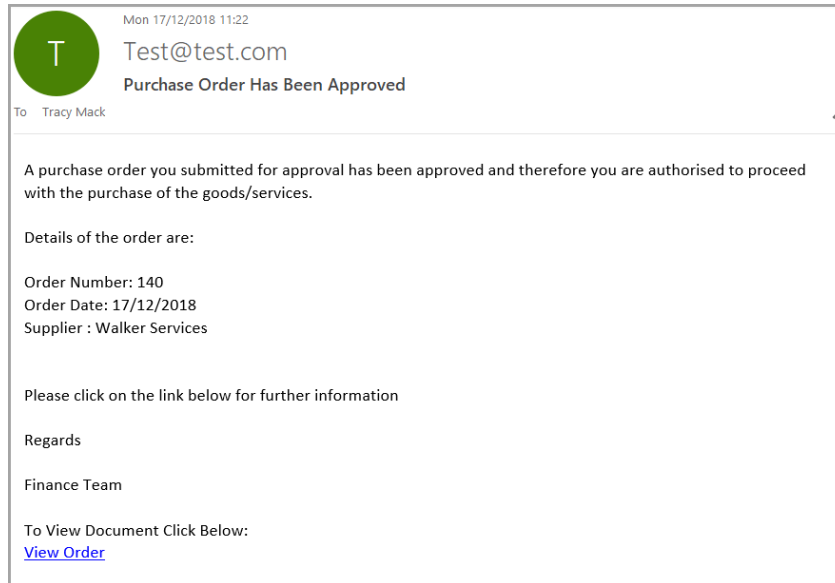 Mon 17/12/2018 11:22
T
Test@test.com
Purchase Order Has Been Approved
To Tracy Mack
A purchase order you submitted for approval has been approved and therefore you are authorised to proceed
with the purchase of the goods/services.
Details of the order are:
Order Number: 140
Order Date: 17/12/2018
Supplier : Walker Services
Please click on the link below for further information
Regards
Finance Team
To View Document Click Below:
View Order